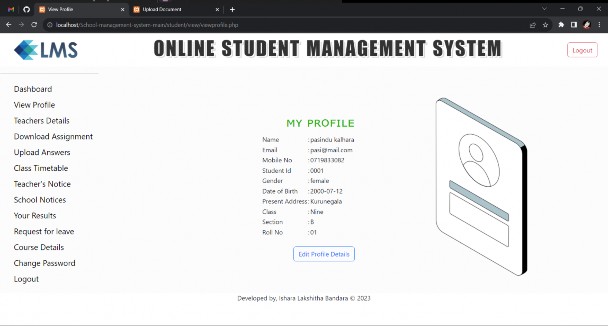 View Profile
Upload Document
localhost/School-management-system-main/student/view/viewprofile.php
LMS
ONLINE STUDENT MANAGEMENT SYSTEM
Logout
Dashboard
View Profile
Teachers Details
Download Assignment
Upload Answers
Class Timetable
Teacher's Notice
School Notices
Your Results
Request for leave
Course Details
Change Password
Logout
MY PROFILE
Name : pasindu kalhara
Email : pasi@mail.com
Mobile No : 0719833082
Student Id : 0001
Gender : female
Date of Birth : 2000-07-12
Present Address : Kurunegala
Class : Nine
Section : B
Roll No : 01
Edit Profile Details
Developed by, Ishara Lakshitha Bandara © 2023